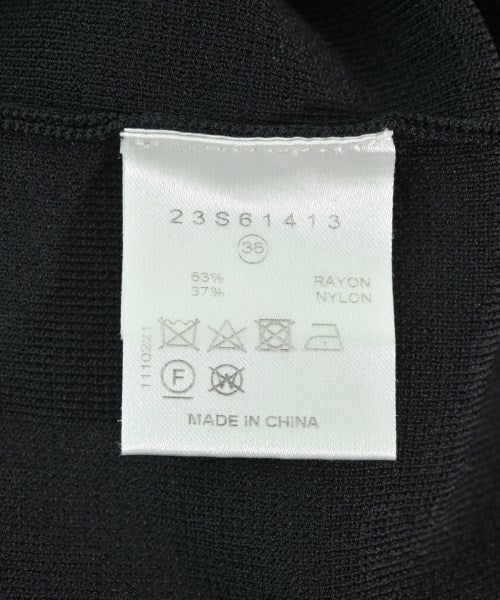 23S61413
36
63% RAYON
37% NYLON
1110221
F
W
MADE IN CHINA